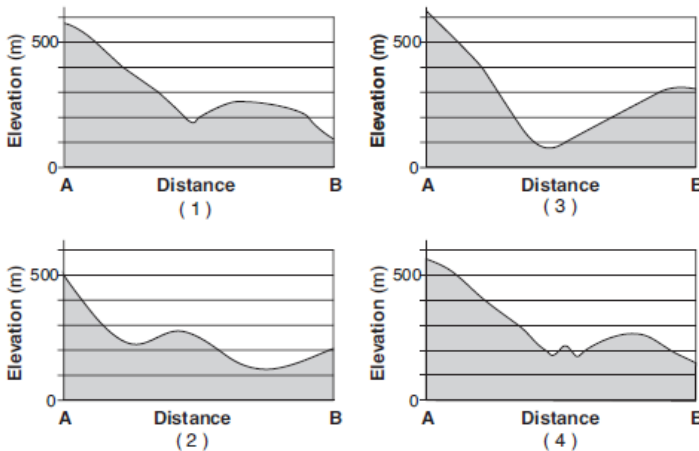 Elevation (m)
500
0
A Distance B
( 1 )
Elevation (m)
500
0
A Distance B
( 3 )
Elevation (m)
500
0
A Distance B
( 2 )
Elevation (m)
500
0
A Distance B
( 4 )